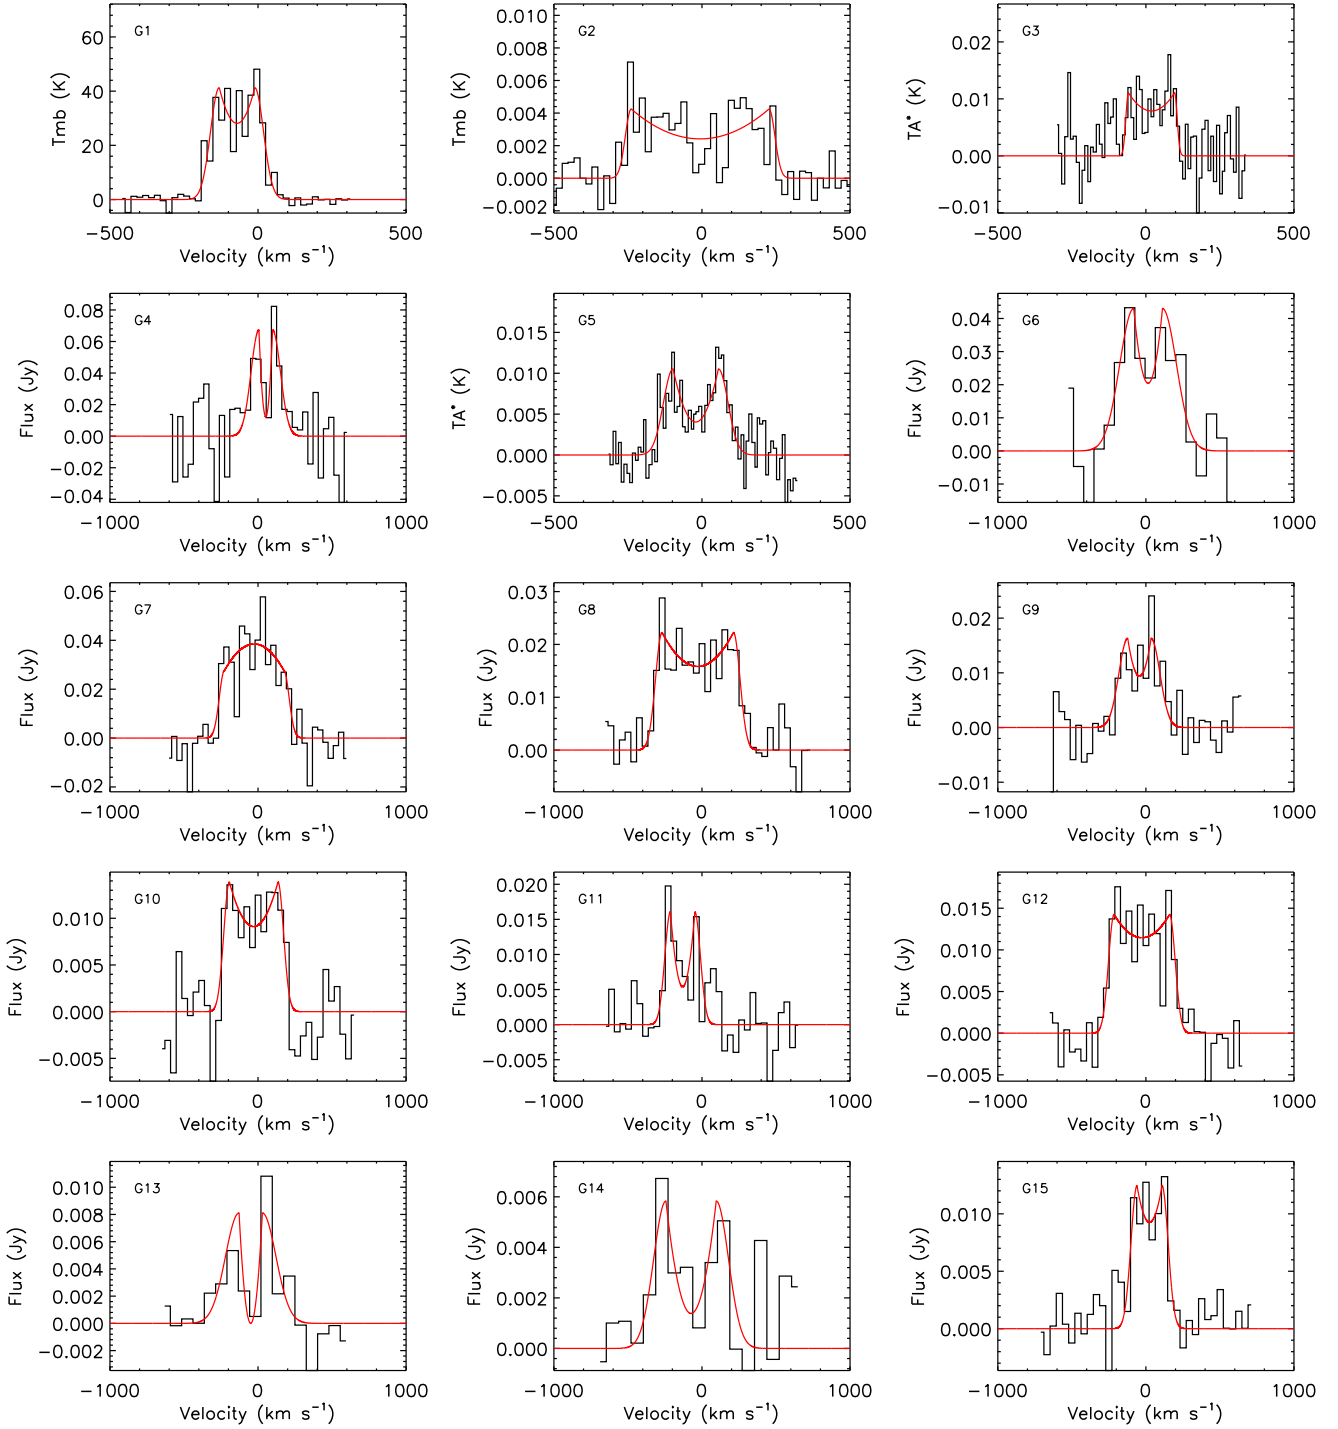 G1
Tmb (K)
60
40
20
0
−500 0 500
Velocity (km s⁻¹)
G2
Tmb (K)
0.010
0.008
0.006
0.004
0.002
0.000
−0.002
−500 0 500
Velocity (km s⁻¹)
G3
TA* (K)
0.02
0.01
0.00
−0.01
−500 0 500
Velocity (km s⁻¹)
G4
Flux (Jy)
0.08
0.06
0.04
0.02
0.00
−0.02
−0.04
−1000 0 1000
Velocity (km s⁻¹)
G5
TA* (K)
0.015
0.010
0.005
0.000
−0.005
−500 0 500
Velocity (km s⁻¹)
G6
Flux (Jy)
0.04
0.03
0.02
0.01
0.00
−0.01
−1000 0 1000
Velocity (km s⁻¹)
G7
Flux (Jy)
0.06
0.04
0.02
0.00
−0.02
−1000 0 1000
Velocity (km s⁻¹)
G8
Flux (Jy)
0.03
0.02
0.01
0.00
−1000 0 1000
Velocity (km s⁻¹)
G9
Flux (Jy)
0.02
0.01
0.00
−0.01
−1000 0 1000
Velocity (km s⁻¹)
G10
Flux (Jy)
0.010
0.005
0.000
−0.005
−1000 0 1000
Velocity (km s⁻¹)
G11
Flux (Jy)
0.020
0.015
0.010
0.005
0.000
−0.005
−1000 0 1000
Velocity (km s⁻¹)
G12
Flux (Jy)
0.015
0.010
0.005
0.000
−0.005
−1000 0 1000
Velocity (km s⁻¹)
G13
Flux (Jy)
0.010
0.008
0.006
0.004
0.002
0.000
−0.002
−1000 0 1000
Velocity (km s⁻¹)
G14
Flux (Jy)
0.006
0.004
0.002
0.000
−1000 0 1000
Velocity (km s⁻¹)
G15
Flux (Jy)
0.010
0.005
0.000
−1000 0 1000
Velocity (km s⁻¹)